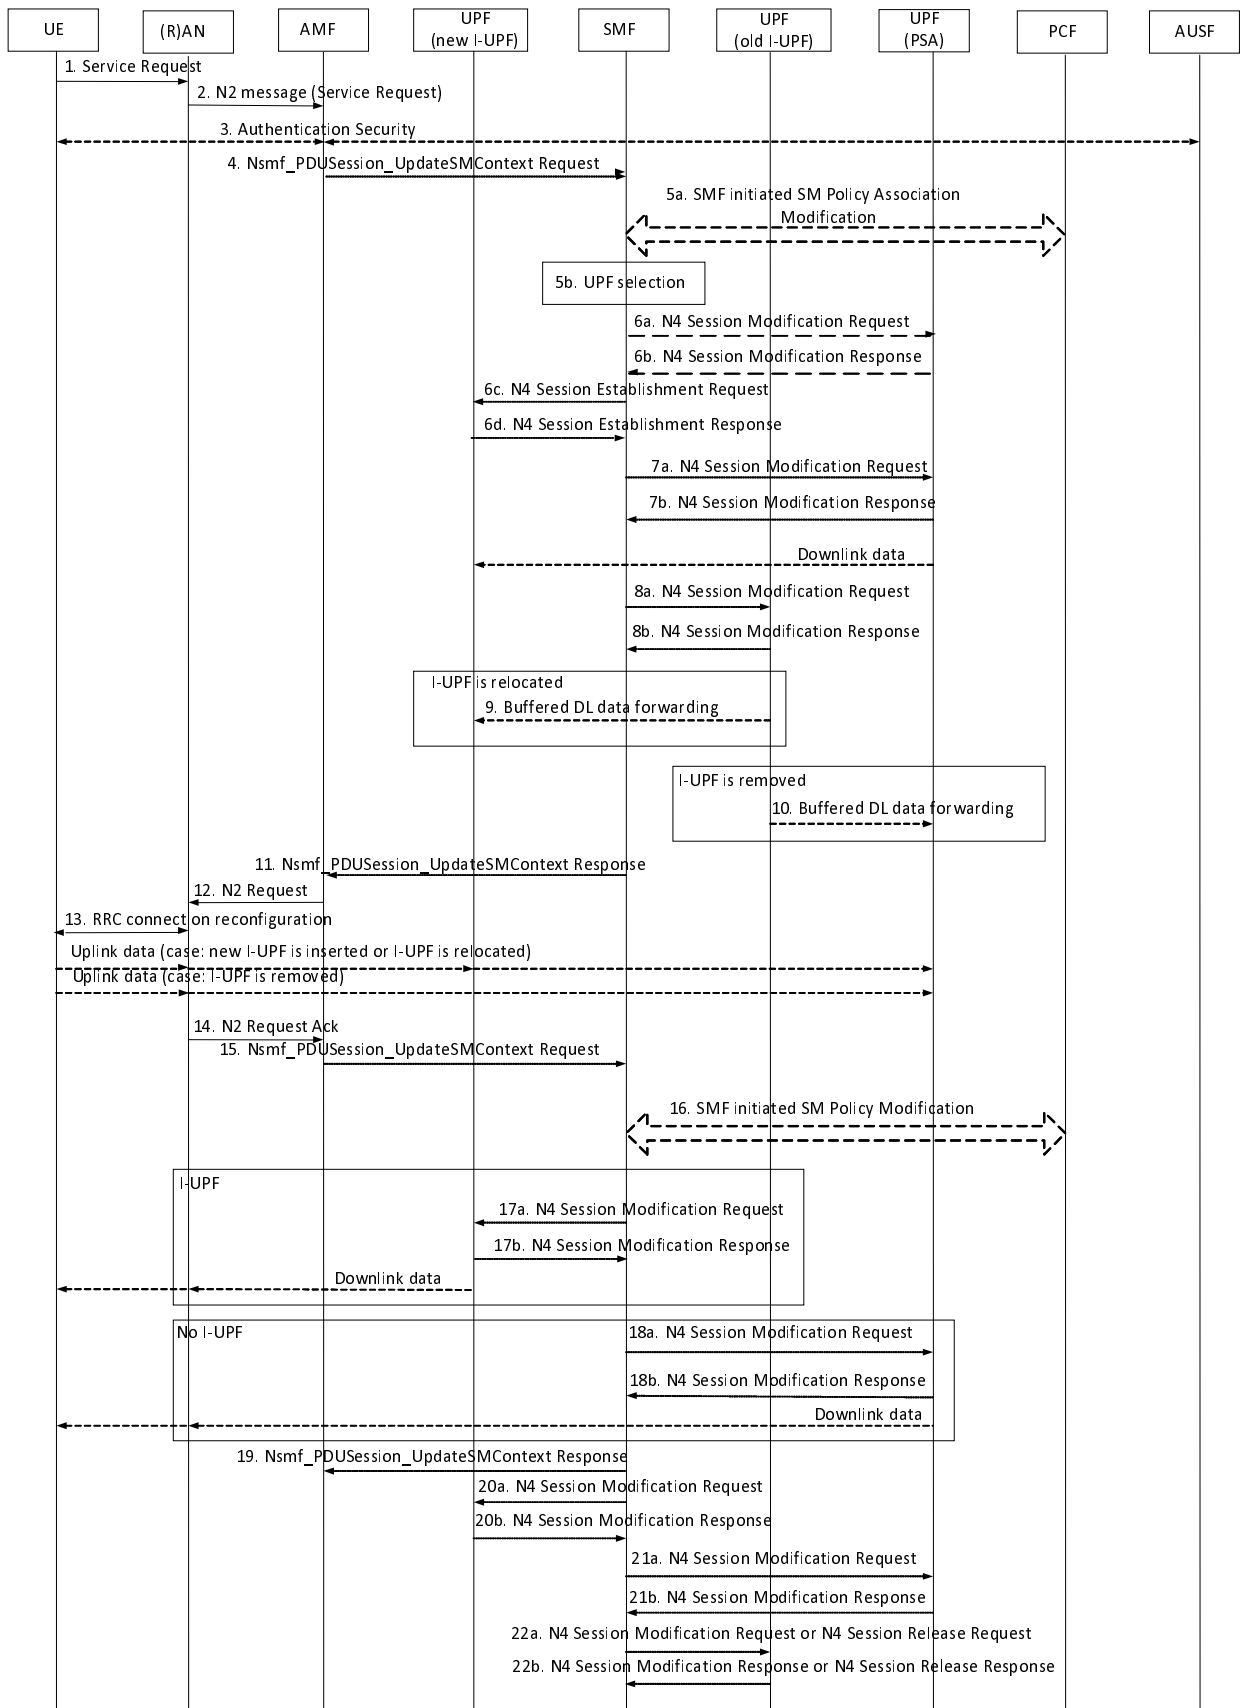 UE
(R)AN
AMF
UPF
(new I-UPF)
SMF
UPF
(old I-UPF)
UPF
(PSA)
PCF
AUSF
1. Service Request
2. N2 message (Service Request)
3. Authentication Security
4. Nsmf_PDUSession_UpdateSMContext Request
5a. SMF initiated SM Policy Association
Modification
5b. UPF selection
6a. N4 Session Modification Request
6b. N4 Session Modification Response
6c. N4 Session Establishment Request
6d. N4 Session Establishment Response
7a. N4 Session Modification Request
7b. N4 Session Modification Response
Downlink data
8a. N4 Session Modification Request
8b. N4 Session Modification Response
I-UPF is relocated
9. Buffered DL data forwarding
I-UPF is removed
10. Buffered DL data forwarding
11. Nsmf_PDUSession_UpdateSMContext Response
12. N2 Request
13. RRC connection reconfiguration
Uplink data (case: new I-UPF is inserted or I-UPF is relocated)
Uplink data (case: I-UPF is removed)
14. N2 Request Ack
15. Nsmf_PDUSession_UpdateSMContext Request
16. SMF initiated SM Policy Modification
I-UPF
17a. N4 Session Modification Request
17b. N4 Session Modification Response
Downlink data
No I-UPF
18a. N4 Session Modification Request
18b. N4 Session Modification Response
Downlink data
19. Nsmf_PDUSession_UpdateSMContext Response
20a. N4 Session Modification Request
20b. N4 Session Modification Response
21a. N4 Session Modification Request
21b. N4 Session Modification Response
22a. N4 Session Modification Request or N4 Session Release Request
22b. N4 Session Modification Response or N4 Session Release Response